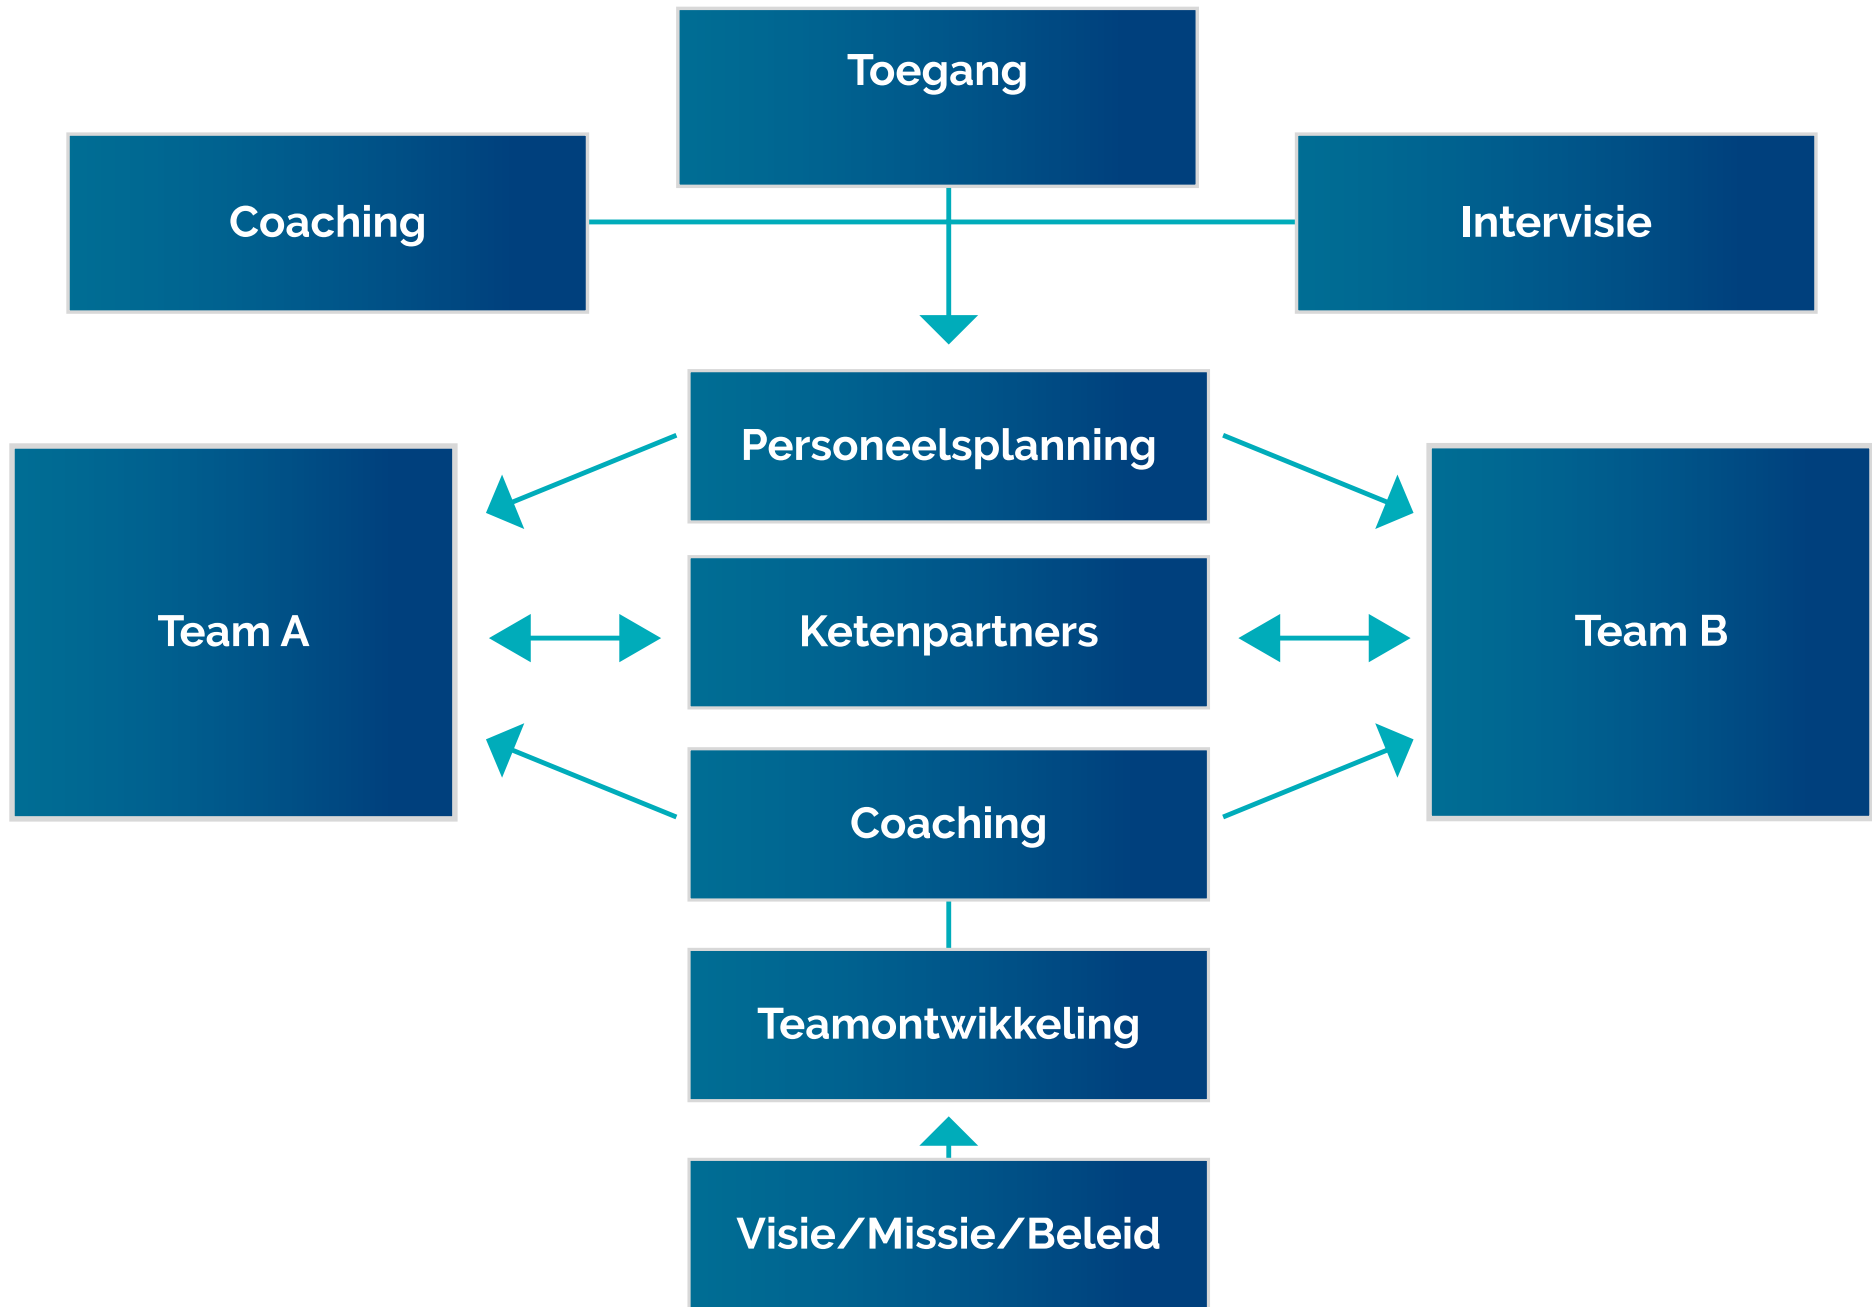 Toegang
Coaching
Intervisie
Personeelsplanning
Team A
Ketenpartners
Team B
Coaching
Teamontwikkeling
Visie/Missie/Beleid